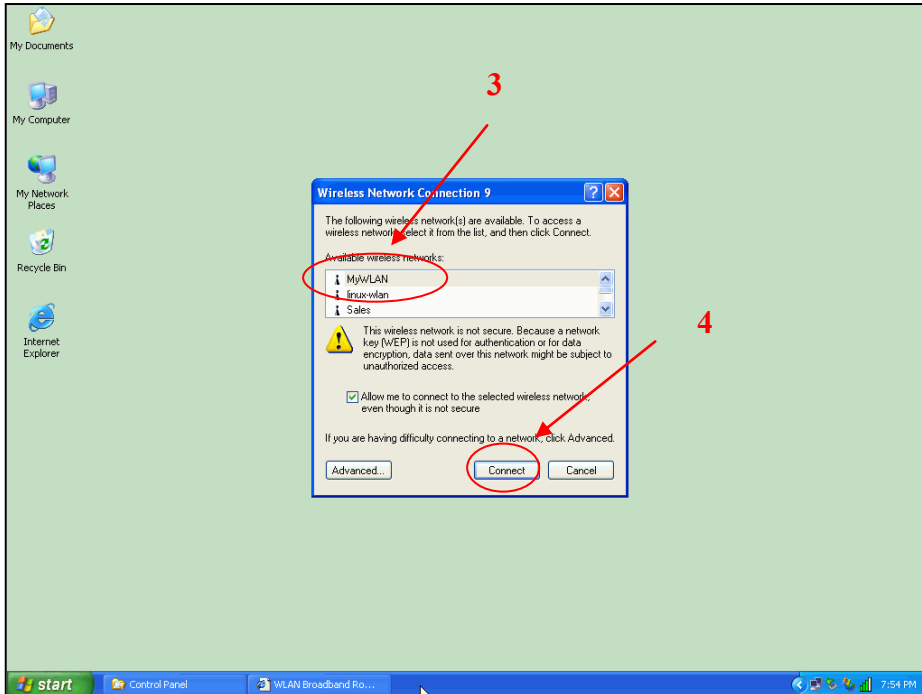 My Documents
My Computer
My Network
Places
Recycle Bin
Internet
Explorer
3
Wireless Network Connection 9
The following wireless network(s) are available. To access a
wireless network, select it from the list, and then click Connect.
Available wireless networks:
MyWLAN
linux-wlan
Sales
This wireless network is not secure. Because a network
key (WEP) is not used for authentication or for data
encryption, data sent over this network might be subject to
unauthorized access.
Allow me to connect to the selected wireless network,
even though it is not secure
4
If you are having difficulty connecting to a network, click Advanced.
Advanced... Connect Cancel
start Control Panel WLAN Broadband Ro... 7:54 PM